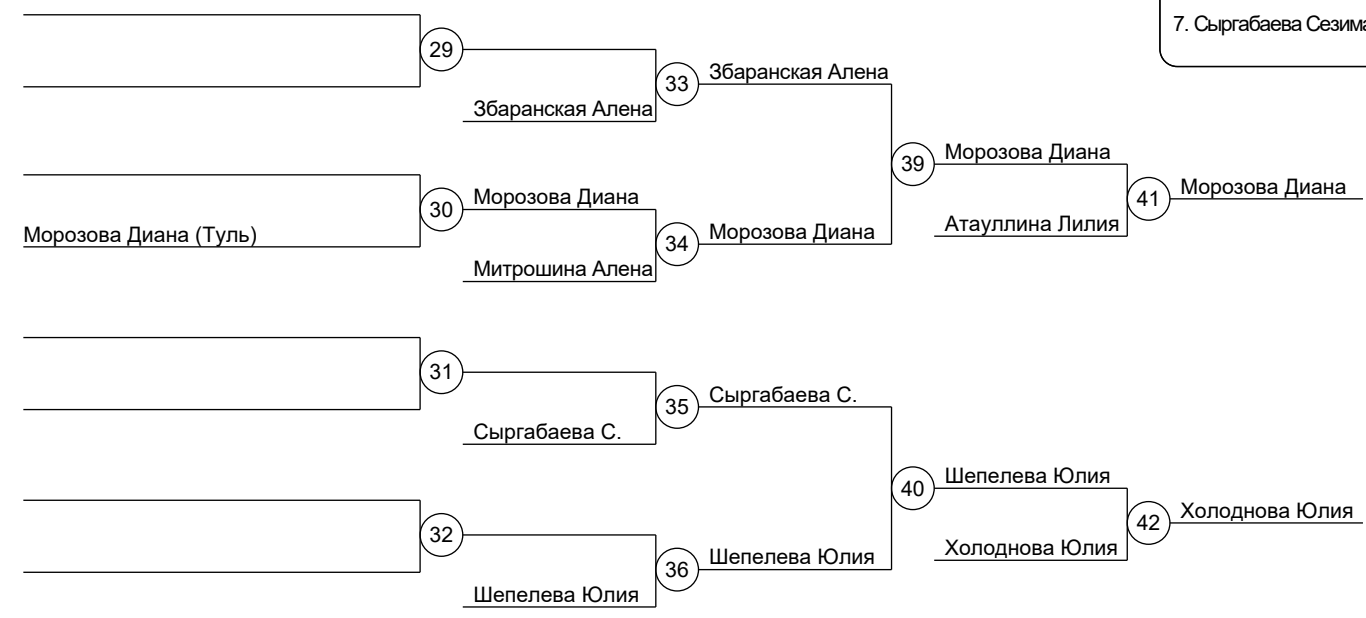 7. Сыргабаева Сезима
29
Збаранская Алена
33
Збаранская Алена
Морозова Диана (Туль)
30
Морозова Диана
Митрошина Алена
34
Морозова Диана
39
Морозова Диана
Атауллина Лилия
41
Морозова Диана
31
Сыргабаева С.
35
Сыргабаева С.
32
Шепелева Юлия
36
Шепелева Юлия
40
Шепелева Юлия
Холоднова Юлия
42
Холоднова Юлия